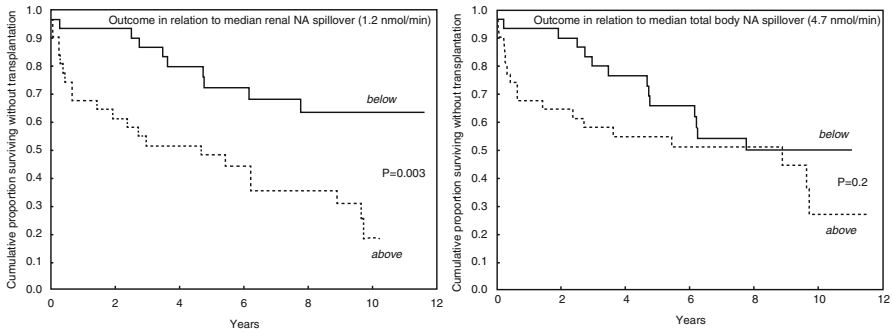 Outcome in relation to median renal NA spillover (1.2 nmol/min)
Cumulative proportion surviving without transplantation
1.0
0.9
0.8
0.7
0.6
0.5
0.4
0.3
0.2
0.1
0.0
below
P=0.003
above
0 2 4 6 8 10 12
Years
Outcome in relation to median total body NA spillover (4.7 nmol/min)
Cumulative proportion surviving without transplantation
1.0
0.9
0.8
0.7
0.6
0.5
0.4
0.3
0.2
0.1
0.0
below
P=0.2
above
0 2 4 6 8 10 12
Years